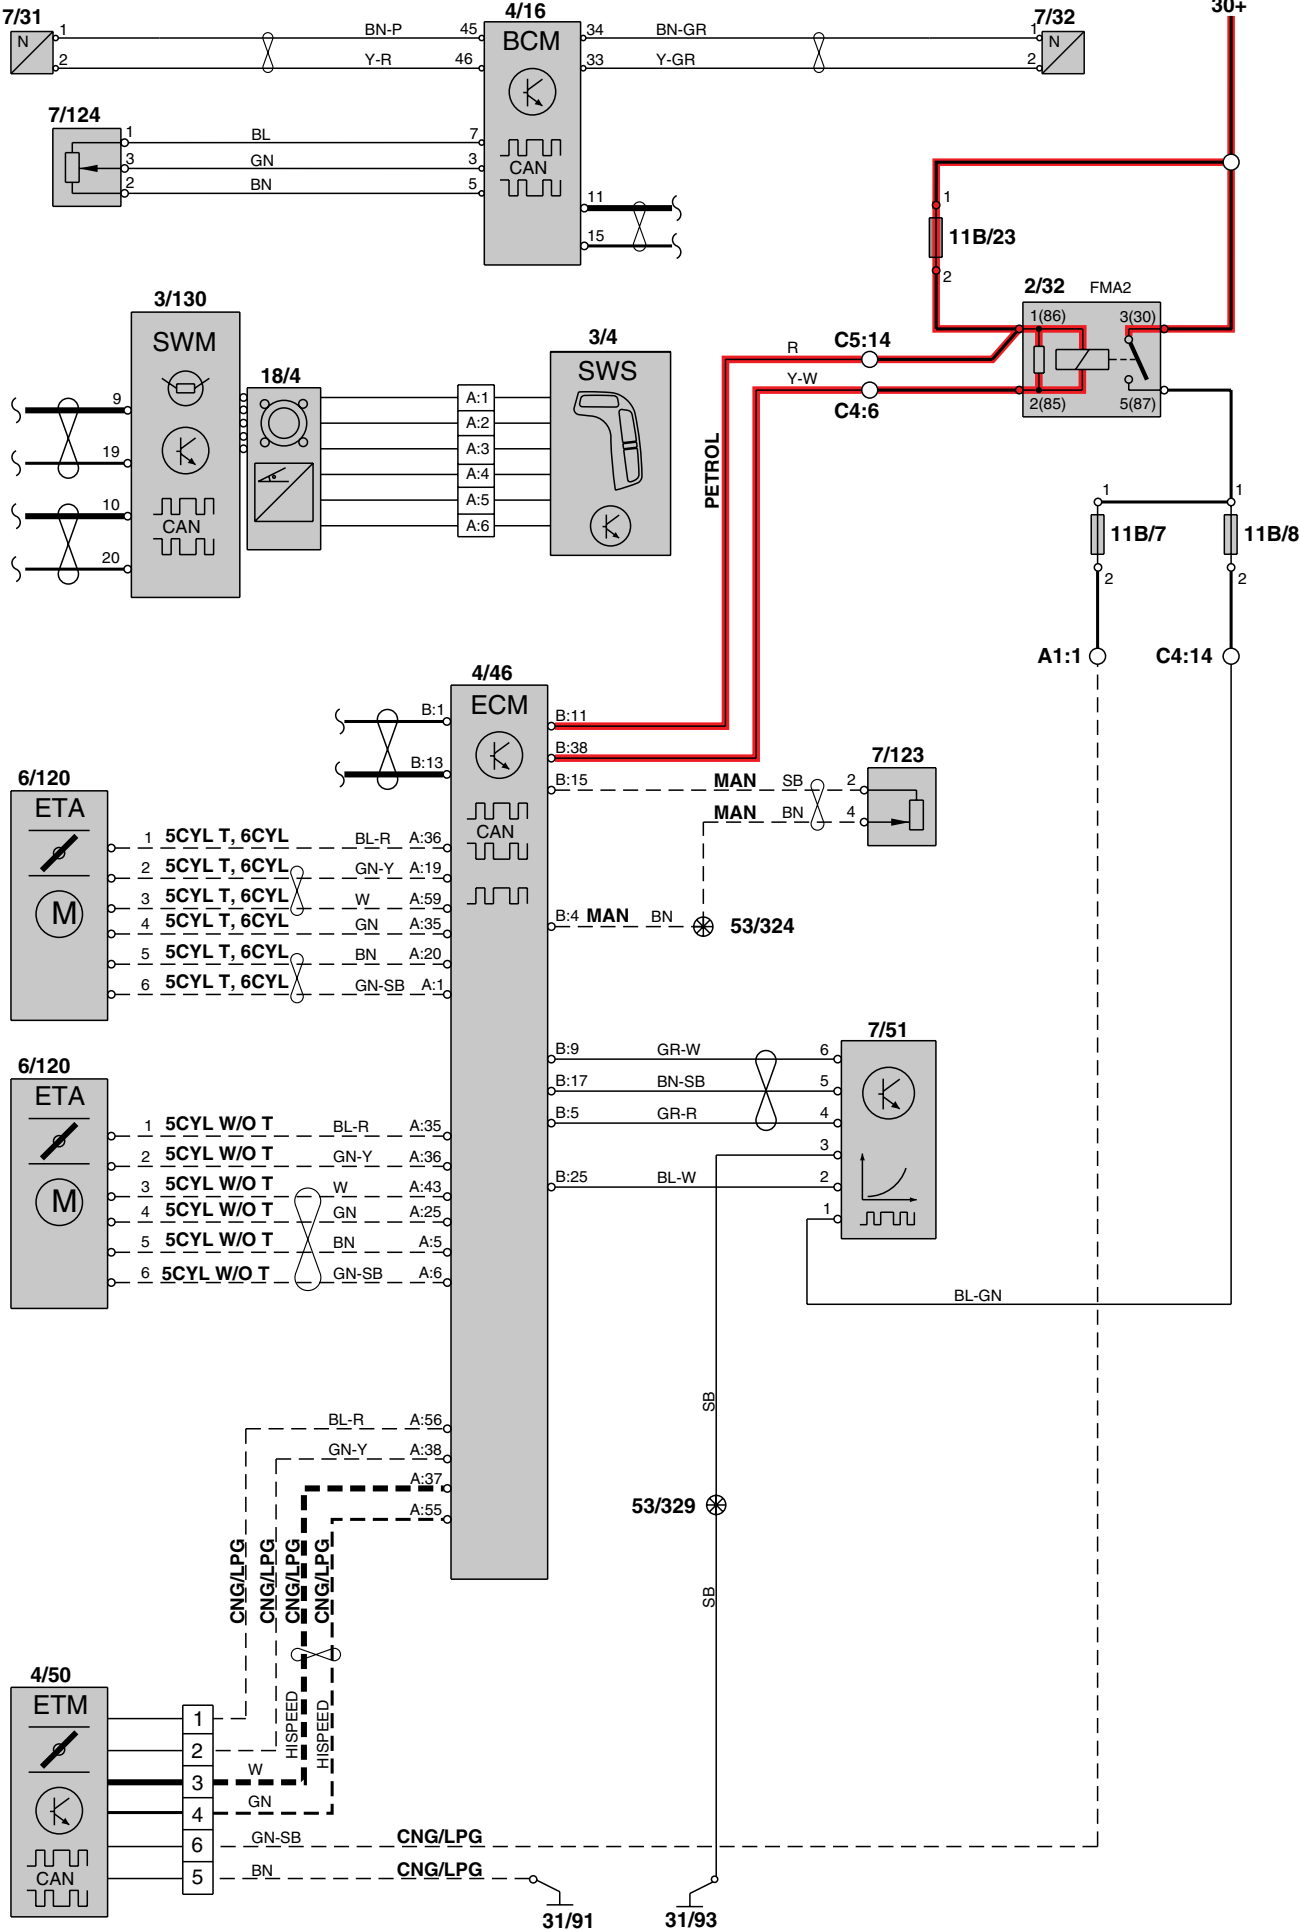 7/31
4/16
7/32
30+
N
1
BN-P
45
BCM
34
BN-GR
1
N
2
Y-R
46
33
Y-GR
2
7/124
1
BL
7
3
GN
3
CAN
2
BN
5
11
15
1
11B/23
2
2/32
FMA2
1(86)
3(30)
2(85)
5(87)
R
C5:14
Y-W
C4:6
PETROL
3/130
SWM
9
19
10
CAN
20
18/4
A:1
A:2
A:3
A:4
A:5
A:6
3/4
SWS
1
1
11B/7
11B/8
2
2
A1:1
C4:14
4/46
ECM
B:1
B:11
B:38
B:13
B:15
MAN
SB
2
7/123
MAN
BN
4
CAN
B:4
MAN
BN
53/324
6/120
ETA
M
1
5CYL T, 6CYL
BL-R
A:36
2
5CYL T, 6CYL
GN-Y
A:19
3
5CYL T, 6CYL
W
A:59
4
5CYL T, 6CYL
GN
A:35
5
5CYL T, 6CYL
BN
A:20
6
5CYL T, 6CYL
GN-SB
A:1
7/51
B:9
GR-W
6
B:17
BN-SB
5
B:5
GR-R
4
3
B:25
BL-W
2
1
BL-GN
6/120
ETA
M
1
5CYL W/O T
BL-R
A:35
2
5CYL W/O T
GN-Y
A:36
3
5CYL W/O T
W
A:43
4
5CYL W/O T
GN
A:25
5
5CYL W/O T
BN
A:5
6
5CYL W/O T
GN-SB
A:6
SB
53/329
SB
BL-R
A:56
GN-Y
A:38
A:37
A:55
CNG/LPG
CNG/LPG
CNG/LPG
CNG/LPG
HISPEED
HISPEED
4/50
ETM
CAN
1
2
3
W
4
GN
6
GN-SB
CNG/LPG
5
BN
CNG/LPG
31/91
31/93